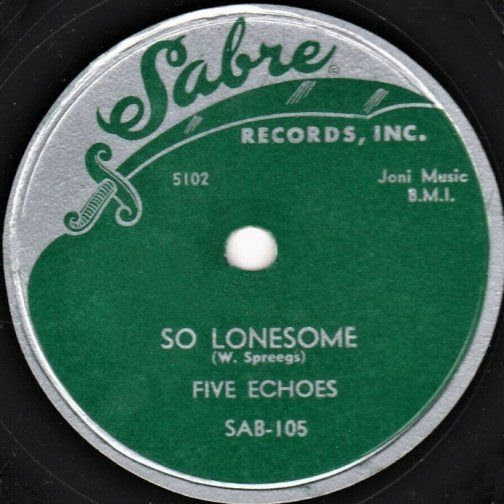 Sabre
©
RECORDS, INC.
5102
Joni Music
B.M.I.
SO LONESOME
(W. Spreegs)
FIVE ECHOES
SAB-105